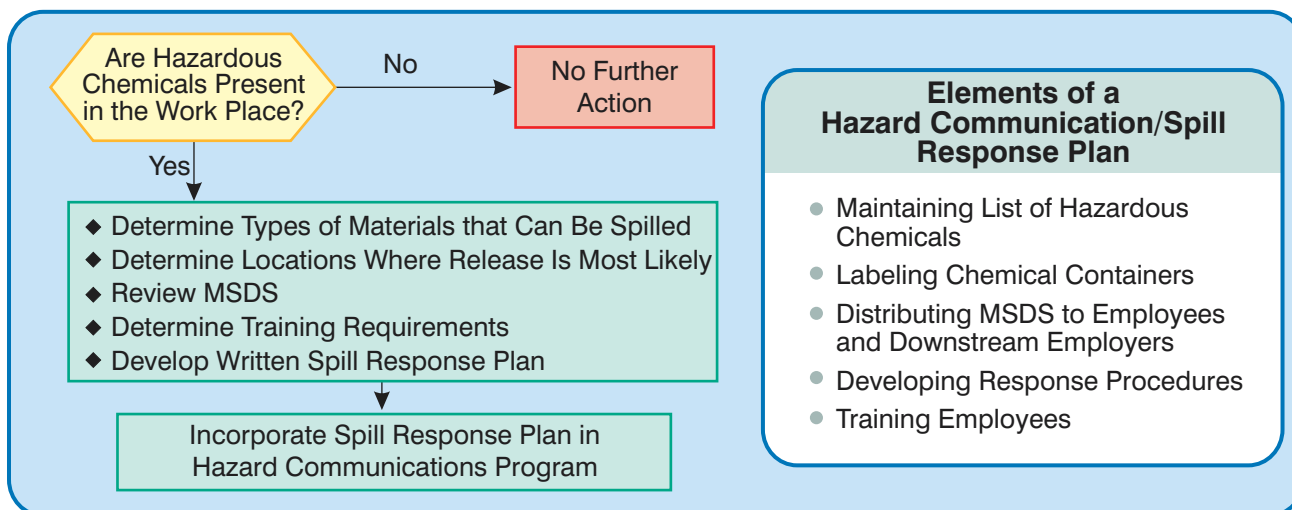 Are Hazardous
Chemicals Present
in the Work Place?
No
No Further
Action
Yes
◆ Determine Types of Materials that Can Be Spilled
◆ Determine Locations Where Release Is Most Likely
◆ Review MSDS
◆ Determine Training Requirements
◆ Develop Written Spill Response Plan
Incorporate Spill Response Plan in
Hazard Communications Program
Elements of a
Hazard Communication/Spill
Response Plan
● Maintaining List of Hazardous
Chemicals
● Labeling Chemical Containers
● Distributing MSDS to Employees
and Downstream Employers
● Developing Response Procedures
● Training Employees